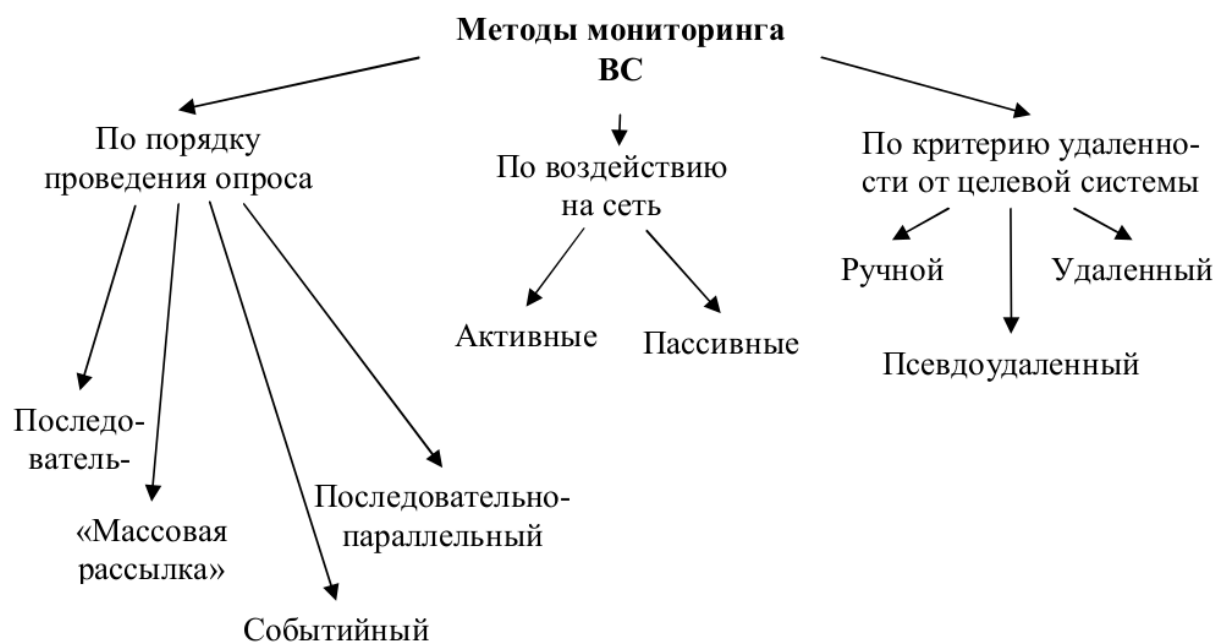 Методы мониторинга
ВС
По порядку
проведения опроса
По воздействию
на сеть
По критерию удаленно-
сти от целевой системы
Ручной
Удаленный
Псевдоудаленный
Активные
Пассивные
Последо-
ватель-
«Массовая
рассылка»
Событийный
Последовательно-
параллельный